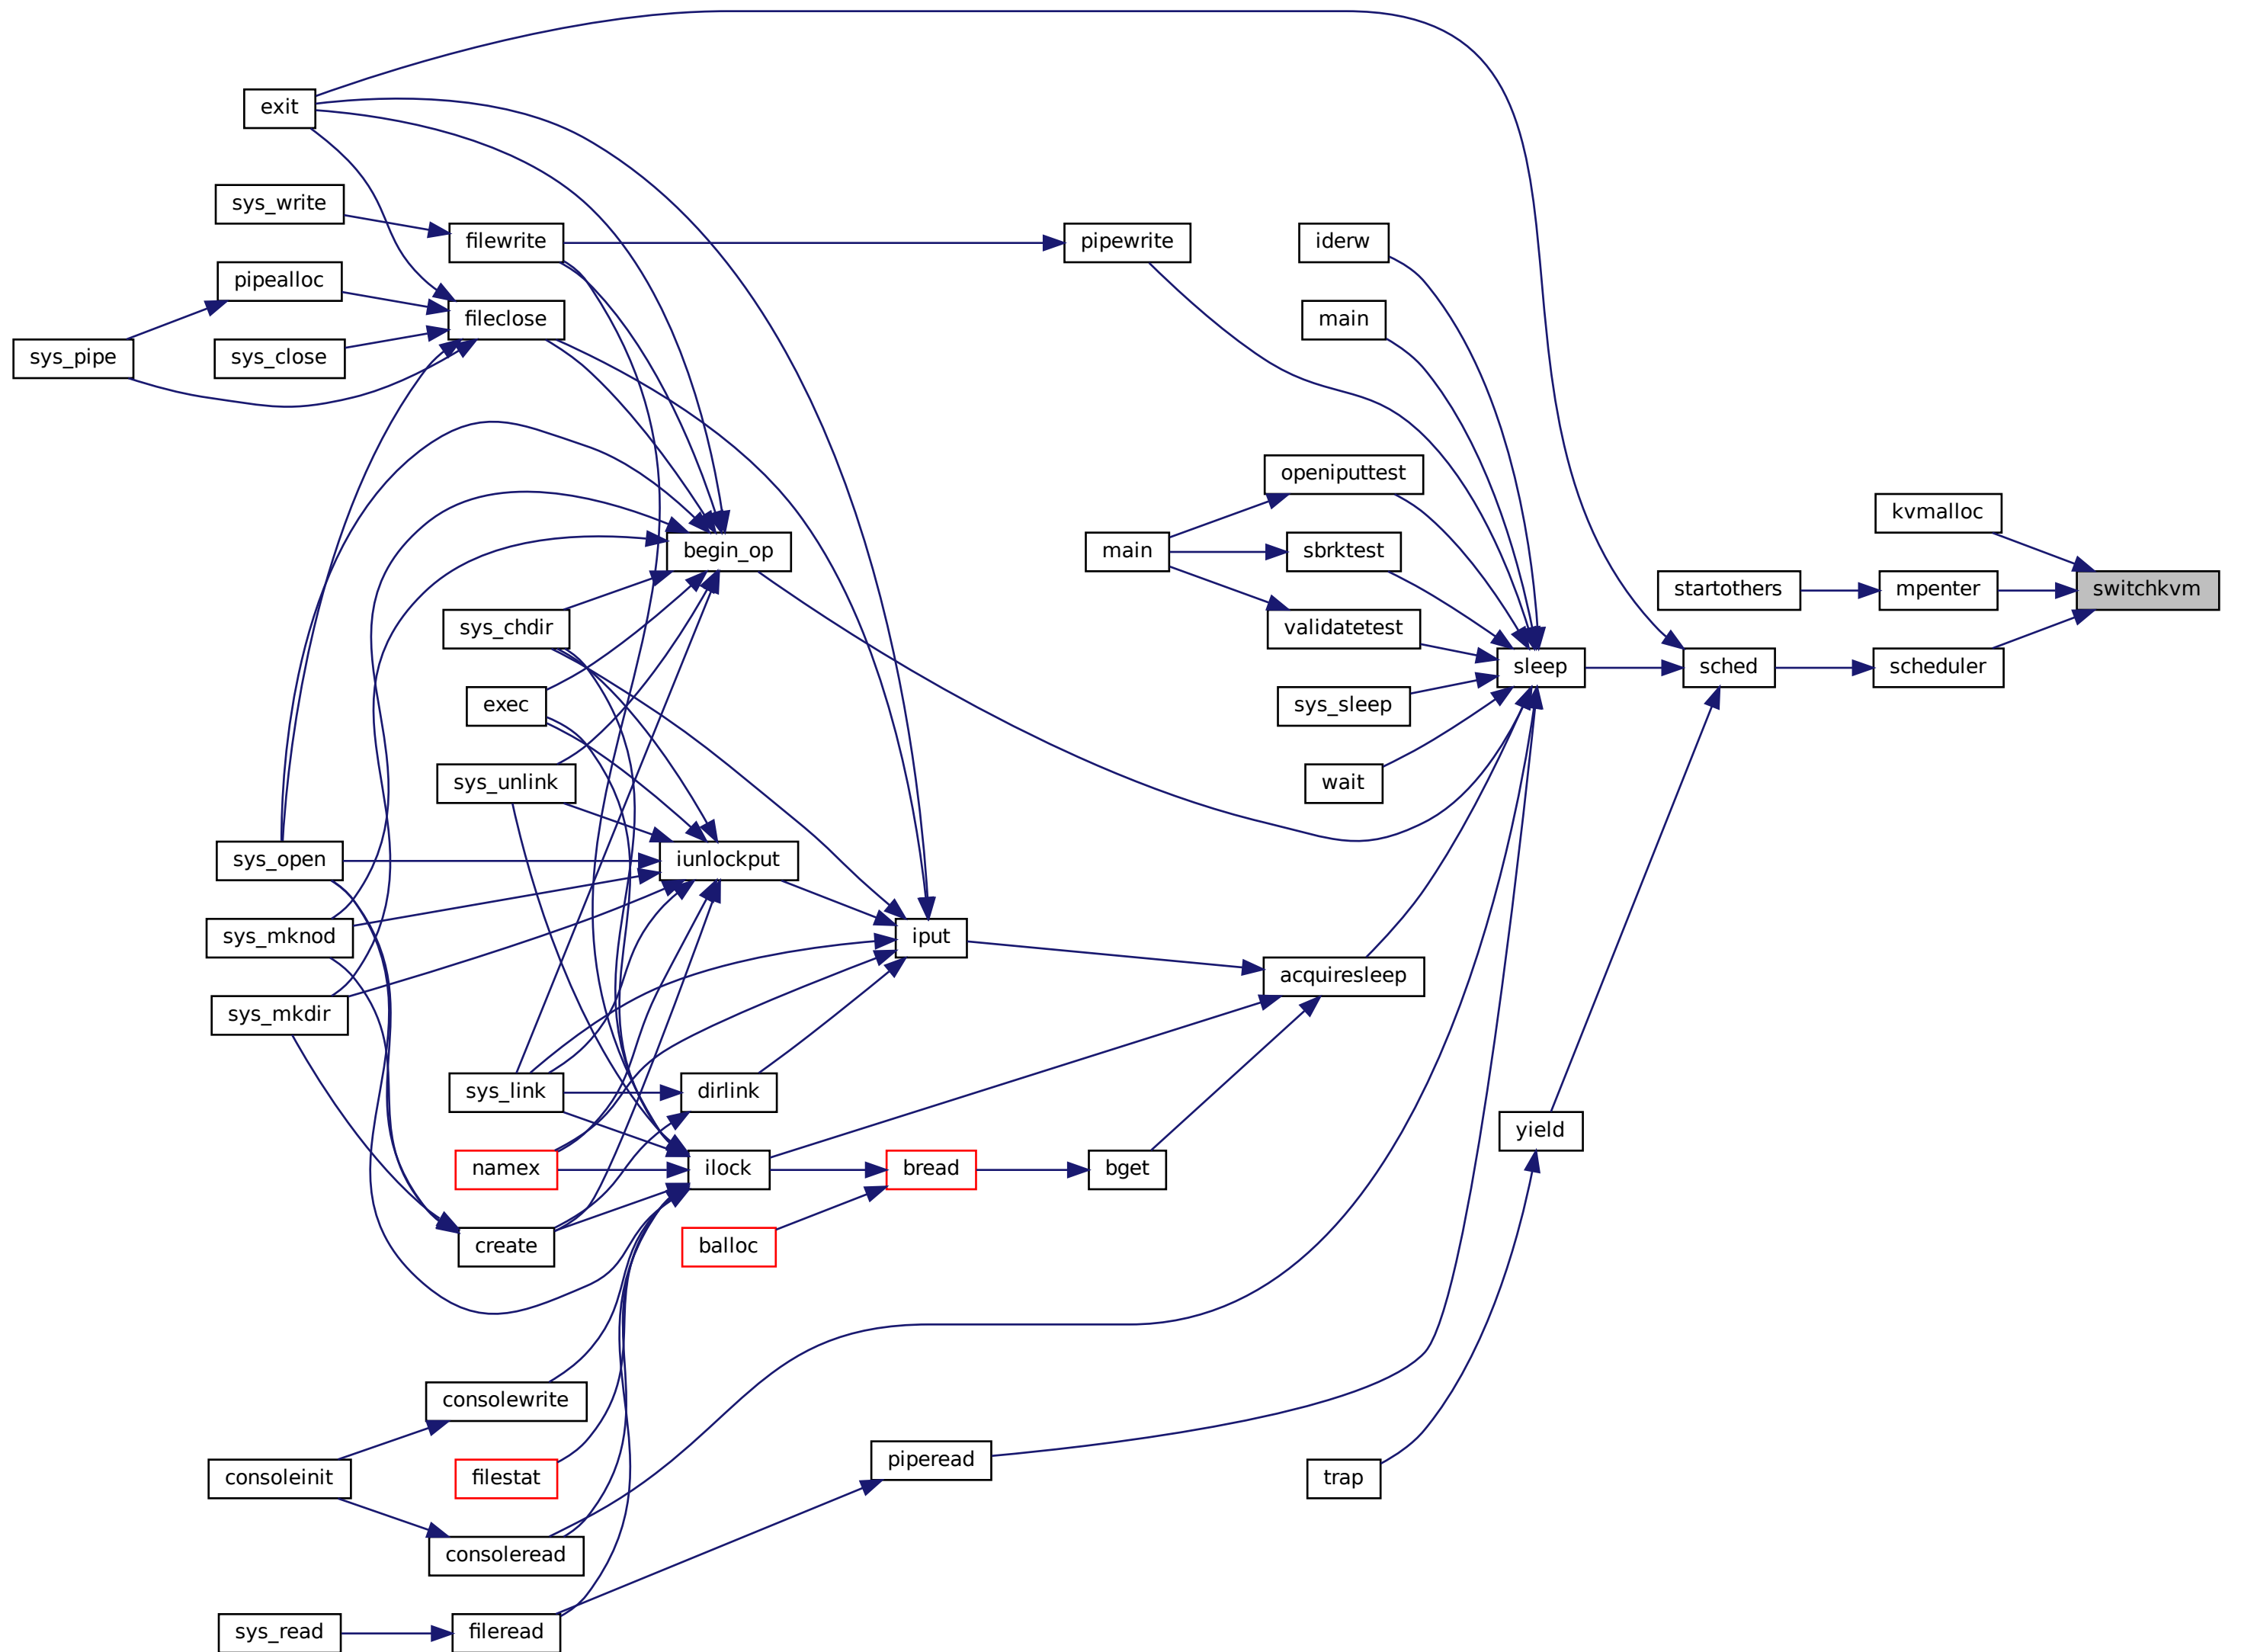 exit
sys_write
filewrite
pipewrite
iderw
pipealloc
fileclose
main
sys_pipe
sys_close
openiputtest
kvmalloc
begin_op
main
sbrktest
startothers
mpenter
switchkvm
sys_chdir
validatetest
sleep
sched
scheduler
exec
sys_sleep
sys_unlink
wait
sys_open
iunlockput
sys_mknod
iput
acquiresleep
sys_mkdir
sys_link
dirlink
yield
namex
ilock
bread
bget
create
balloc
consolewrite
piperead
consoleinit
filestat
trap
consoleread
sys_read
fileread